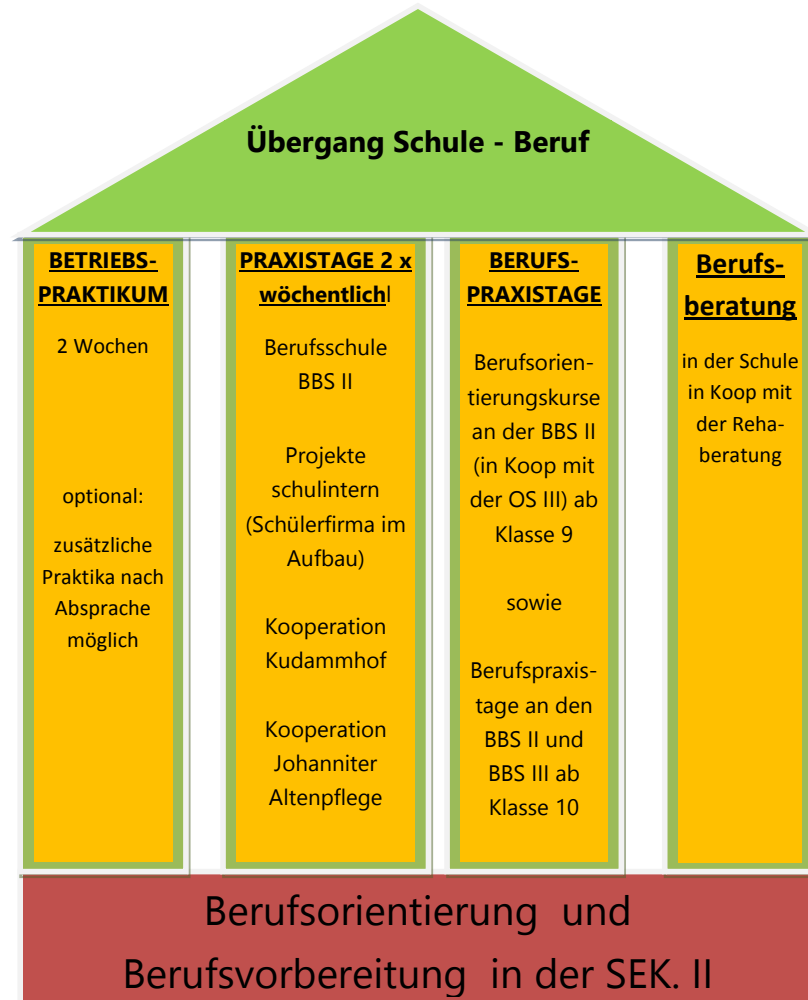 Übergang Schule - Beruf
BETRIEBS-
PRAKTIKUM
2 Wochen
optional:
zusätzliche
Praktika nach
Absprache
möglich
PRAXISTAGE 2 x
wöchentlichl
Berufsschule
BBS II
Projekte
schulintern
(Schülerfirma im
Aufbau)
Kooperation
Kudammhof
Kooperation
Johanniter
Altenpflege
BERUFS-
PRAXISTAGE
Berufsorien-
tierungskurse
an der BBS II
(in Koop mit
der OS III) ab
Klasse 9
sowie
Berufspraxis-
tage an den
BBS II und
BBS III ab
Klasse 10
Berufs-
beratung
in der Schule
in Koop mit
der Reha-
beratung
Berufsorientierung und
Berufsvorbereitung in der SEK. II